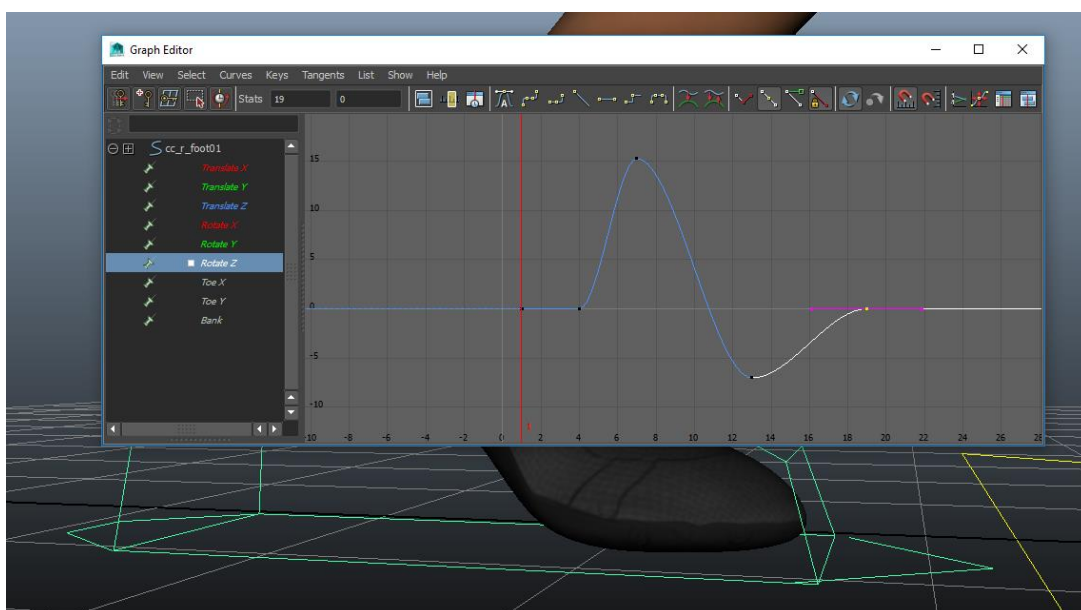 Graph Editor
Edit View Select Curves Keys Tangents List Show Help
Stats 19 0
cc_r_foot01
Translate X
Translate Y
Translate Z
Rotate X
Rotate Y
Rotate Z
Toe X
Toe Y
Bank
15
10
5
0
-5
-10
-10 -8 -6 -4 -2 0 2 4 6 8 10 12 14 16 18 20 22 24 26 28
1